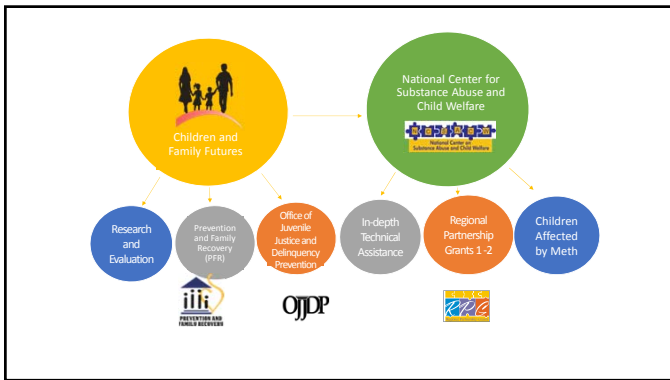 Children and
Family Futures
National Center for
Substance Abuse and
Child Welfare
N C S A C W
National Center on
Substance Abuse and Child Welfare
Research
and
Evaluation
Prevention
and Family
Recovery
(PFR)
Office of
Juvenile
Justice and
Delinquency
Prevention
In-depth
Technical
Assistance
Regional
Partnership
Grants 1 -2
Children
Affected
by Meth
PREVENTION AND
FAMILY RECOVERY
OJJDP
RPG